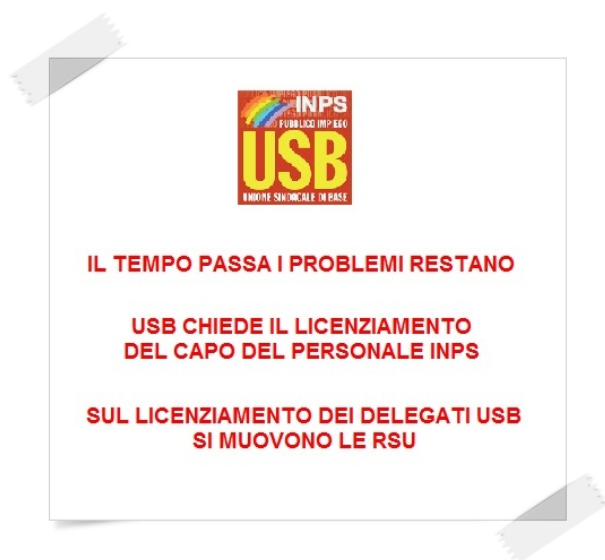 INPS
PUBBLICO IMPIEGO
USB
UNIONE SINDACALE DI BASE
IL TEMPO PASSA I PROBLEMI RESTANO
USB CHIEDE IL LICENZIAMENTO
DEL CAPO DEL PERSONALE INPS
SUL LICENZIAMENTO DEI DELEGATI USB
SI MUOVONO LE RSU